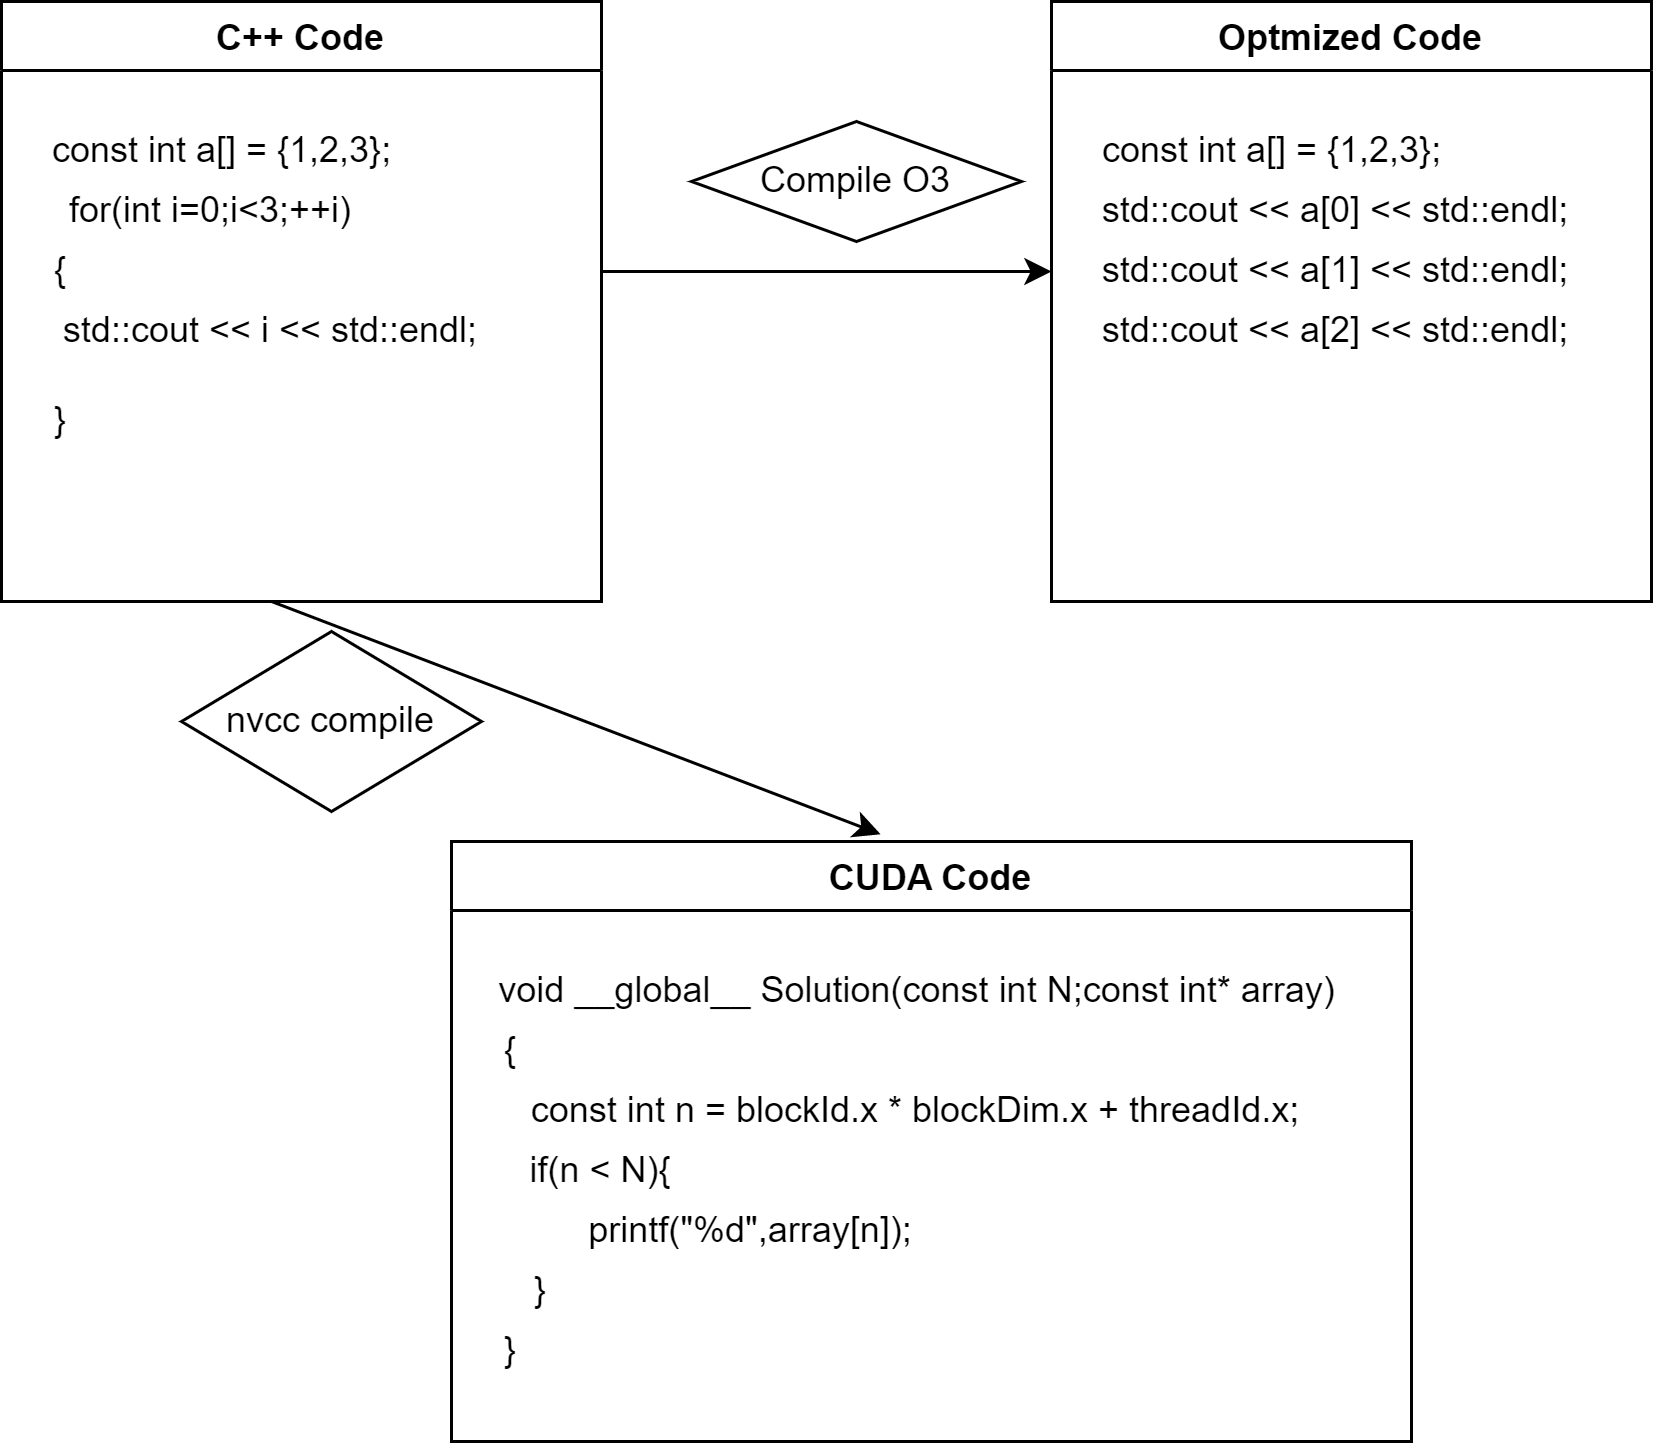 C++ Code
const int a[] = {1,2,3};
for(int i=0;i<3;++i)
{
std::cout << i << std::endl;
}
Compile O3
Optmized Code
const int a[] = {1,2,3};
std::cout << a[0] << std::endl;
std::cout << a[1] << std::endl;
std::cout << a[2] << std::endl;
nvcc compile
CUDA Code
void __global__ Solution(const int N;const int* array)
{
const int n = blockId.x * blockDim.x + threadId.x;
if(n < N){
printf("%d",array[n]);
}
}